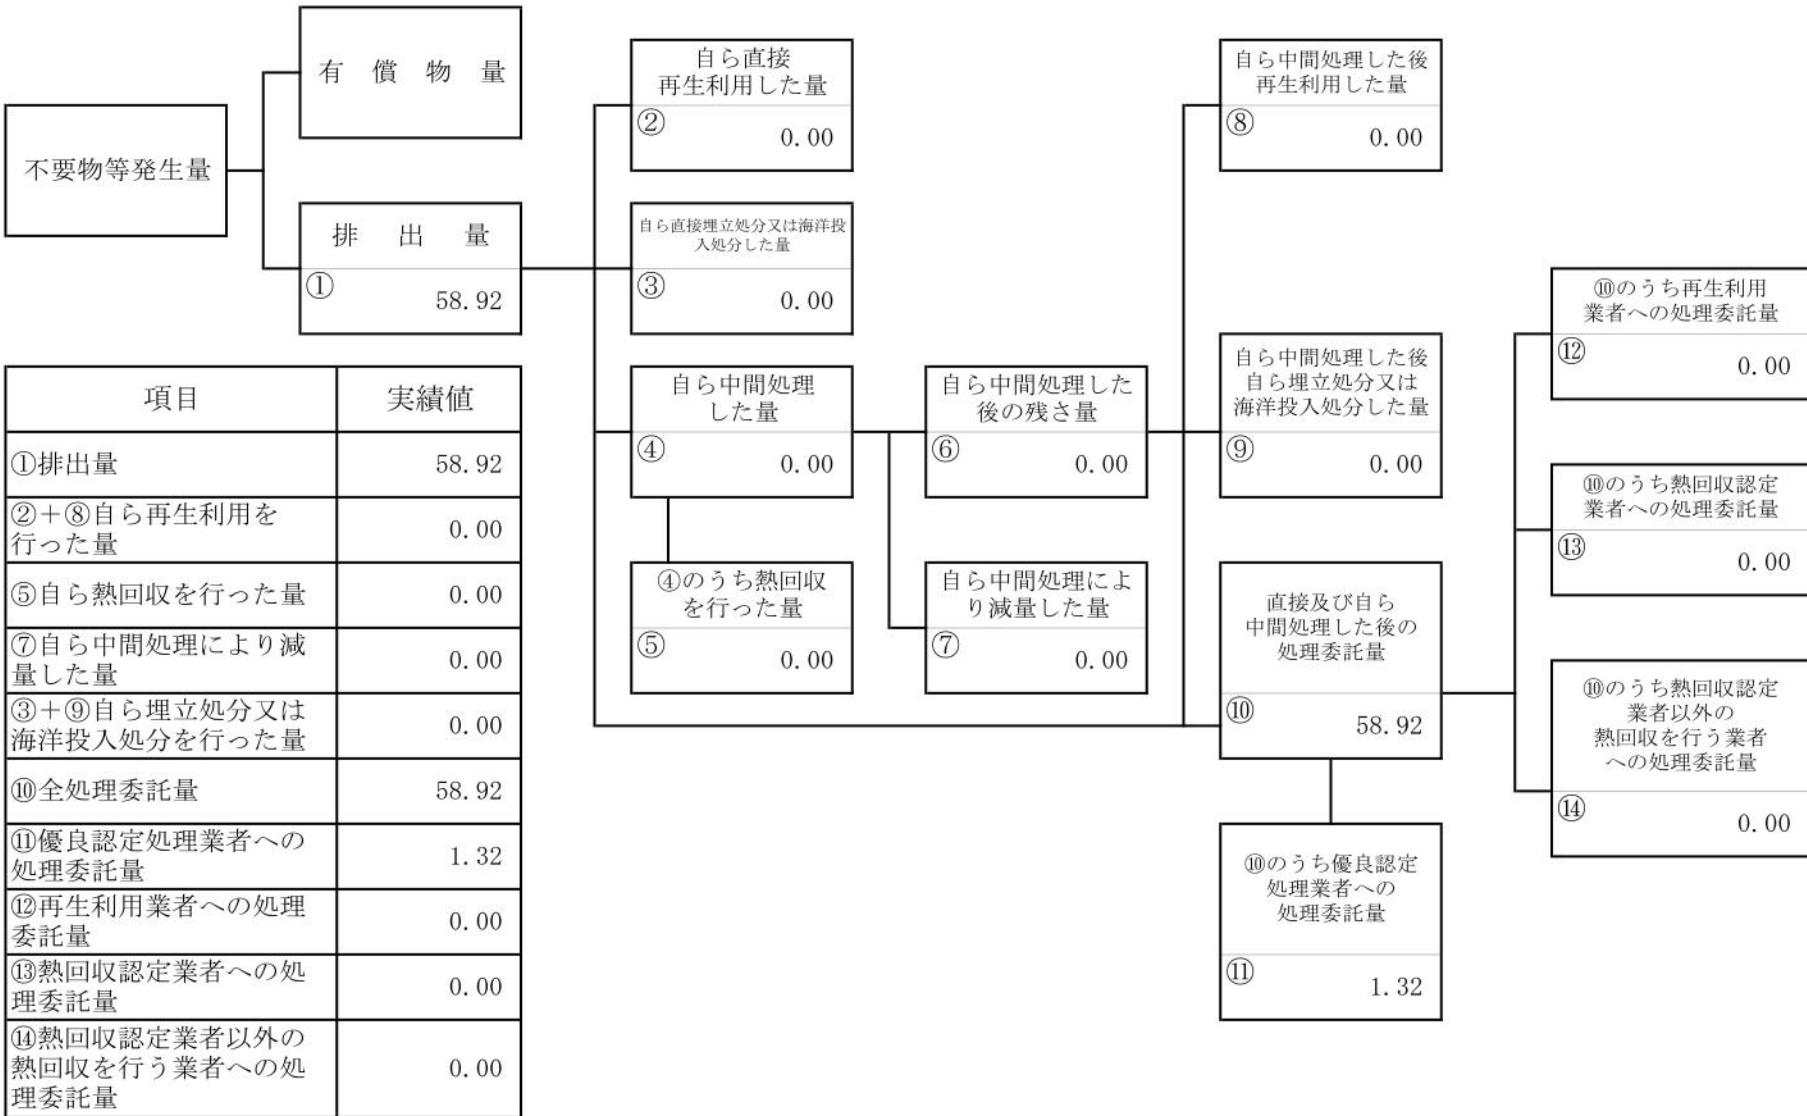 不要物等発生量
有償物量
排出量
①
58.92
自ら直接
再生利用した量
②
0.00
自ら直接埋立処分又は海洋投
入処分した量
③
0.00
自ら中間処理
した量
④
0.00
④のうち熱回収
を行った量
⑤
0.00
自ら中間処理した
後の残さ量
⑥
0.00
自ら中間処理によ
り減量した量
⑦
0.00
自ら中間処理した後
再生利用した量
⑧
0.00
自ら中間処理した後
自ら埋立処分又は
海洋投入処分した量
⑨
0.00
直接及び自ら
中間処理した後の
処理委託量
⑩
58.92
⑩のうち優良認定
処理業者への
処理委託量
⑪
1.32
⑩のうち再生利用
業者への処理委託量
⑫
0.00
⑩のうち熱回収認定
業者への処理委託量
⑬
0.00
⑩のうち熱回収認定
業者以外の
熱回収を行う業者
への処理委託量
⑭
0.00
項目 実績値
①排出量 58.92
②＋⑧自ら再生利用を
行った量 0.00
⑤自ら熱回収を行った量 0.00
⑦自ら中間処理により減
量した量 0.00
③＋⑨自ら埋立処分又は
海洋投入処分を行った量 0.00
⑩全処理委託量 58.92
⑪優良認定処理業者への
処理委託量 1.32
⑫再生利用業者への処理
委託量 0.00
⑬熱回収認定業者への処
理委託量 0.00
⑭熱回収認定業者以外の
熱回収を行う業者への処
理委託量 0.00